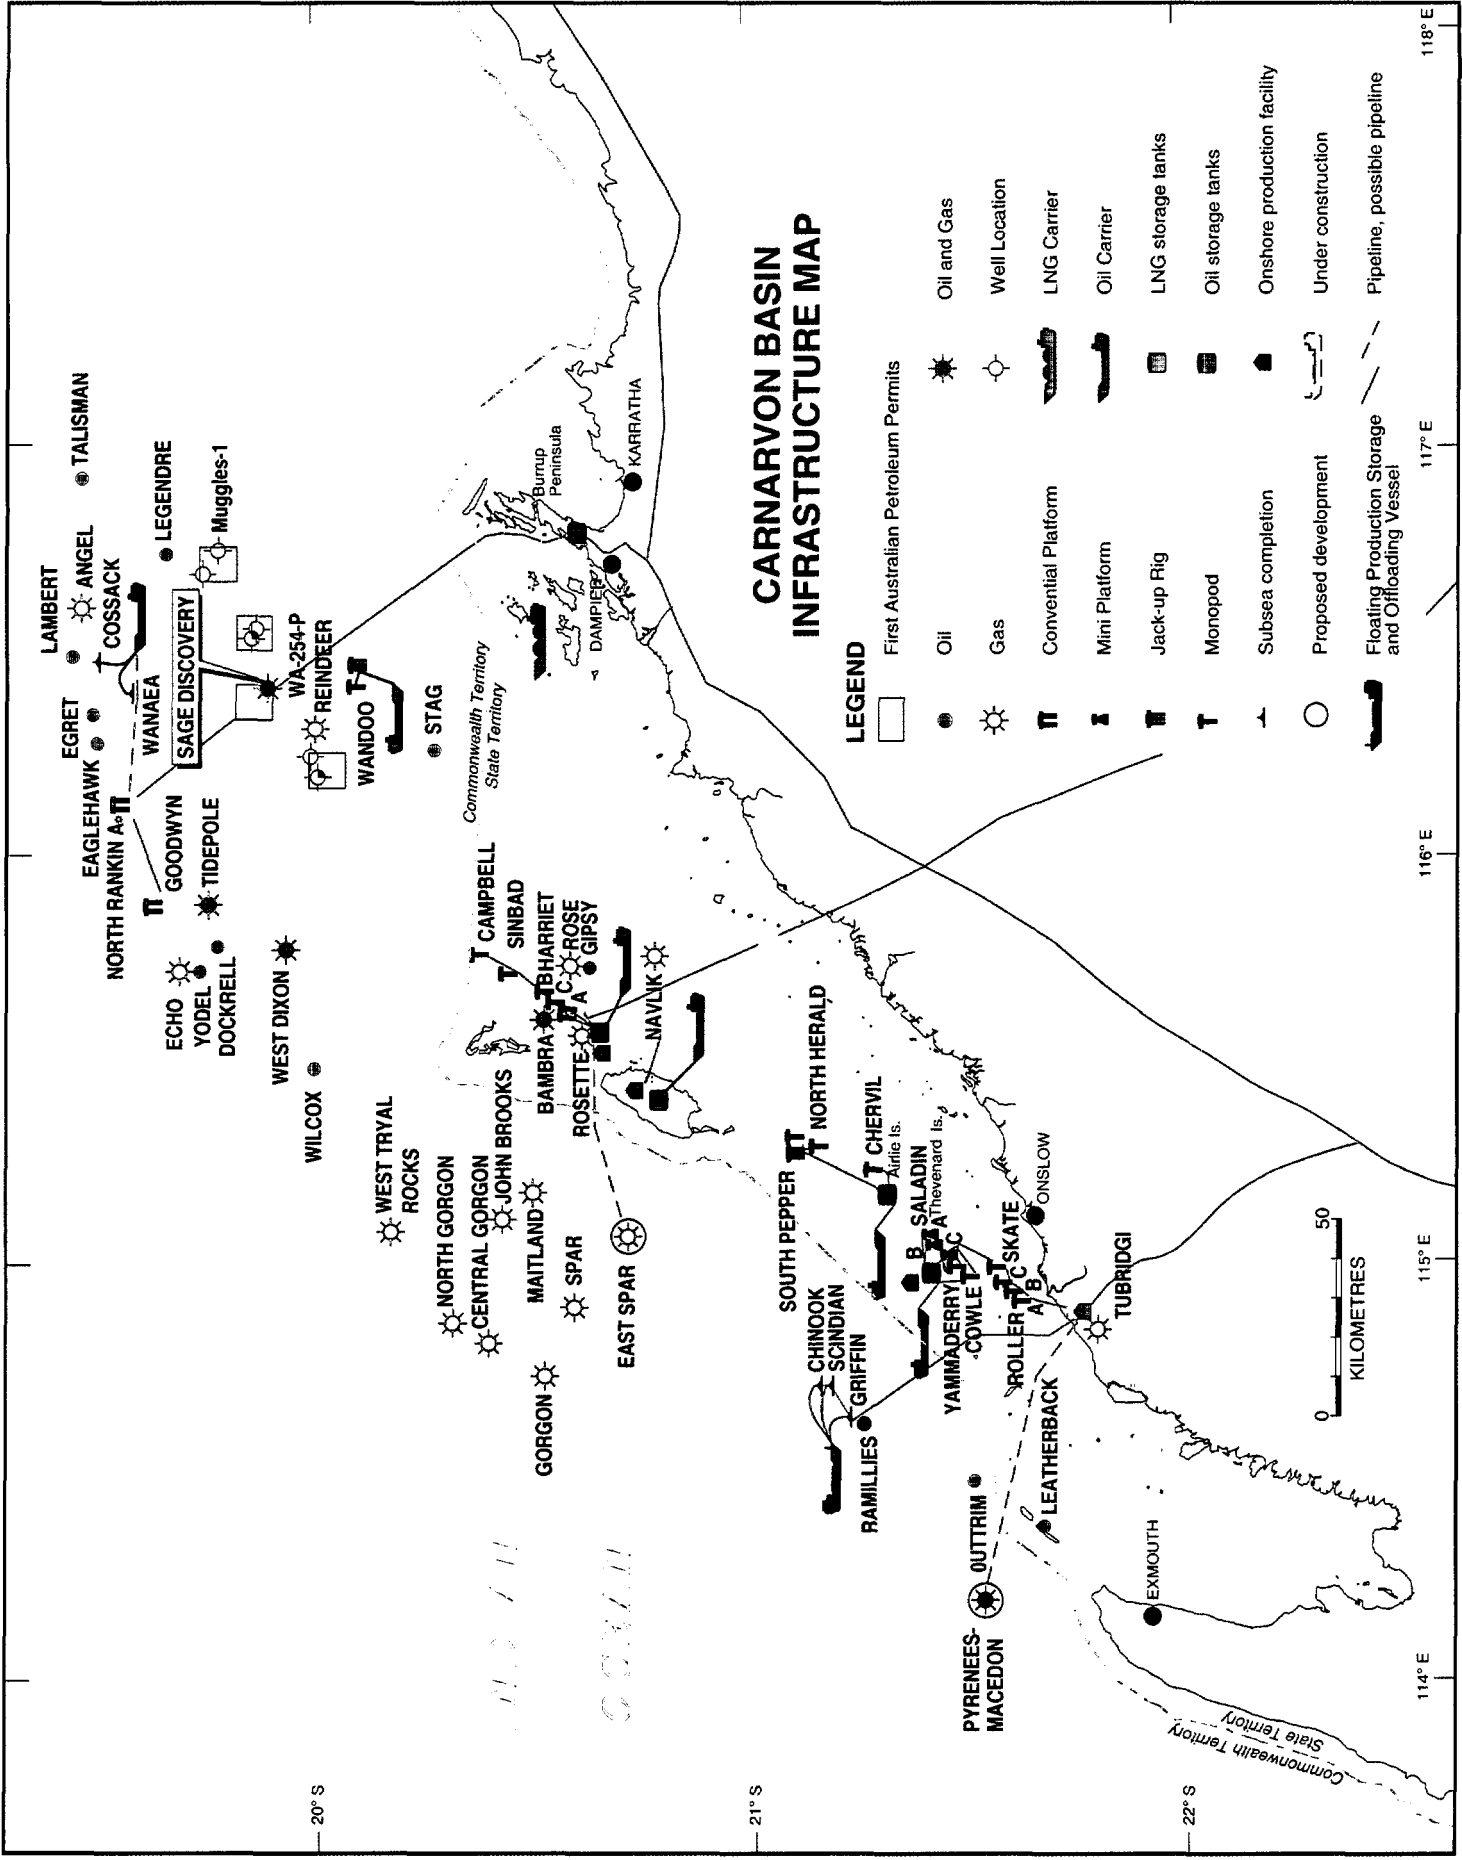 CARNARVON BASIN
INFRASTRUCTURE MAP
LEGEND
First Australian Petroleum Permits
Oil
Gas
Convential Platform
Mini Platform
Jack-up Rig
Monopod
Subsea completion
Proposed development
Floating Production Storage
and Offloading Vessel
Oil and Gas
Well Location
LNG Carrier
Oil Carrier
LNG storage tanks
Oil storage tanks
Onshore production facility
Under construction
Pipeline, possible pipeline
LAMBERT
TALISMAN
ANGEL
COSSACK
EGRET
EAGLEHAWK
NORTH RANKIN A
WANAEA
LEGENDRE
SAGE DISCOVERY
Muggles-1
GOODWYN
TIDEPOLE
ECHO
YODEL
DOCKRELL
WEST DIXON
WILCOX
WA-254-P
REINDEER
WANDOO
STAG
Commonwealth Territory
State Territory
CAMPBELL
SINBAD
B
HARRIET
C
ROSE
A
GIPSY
BAMBRA
ROSETTE
NAVLIK
WEST TRYAL
ROCKS
NORTH GORGON
CENTRAL GORGON
JOHN BROOKS
MAITLAND
SPAR
EAST SPAR
GORGON
Burrup
Peninsula
DAMPIER
KARRATHA
SOUTH PEPPER
NORTH HERALD
CHERVIL
Airlie Is.
SALADIN
Thevenard Is.
B
A
C
CHINOOK
SCINDIAN
GRIFFIN
RAMILLIES
YAMMADERRY
COWLE
SKATE
ROLLER
C
B
A
ONSLOW
TUBRIDGI
OUTTRIM
LEATHERBACK
PYRENEES-
MACEDON
EXMOUTH
Commonwealth Territory
State Territory
0
50
KILOMETRES
20° S
21° S
22° S
114° E
115° E
116° E
117° E
118° E